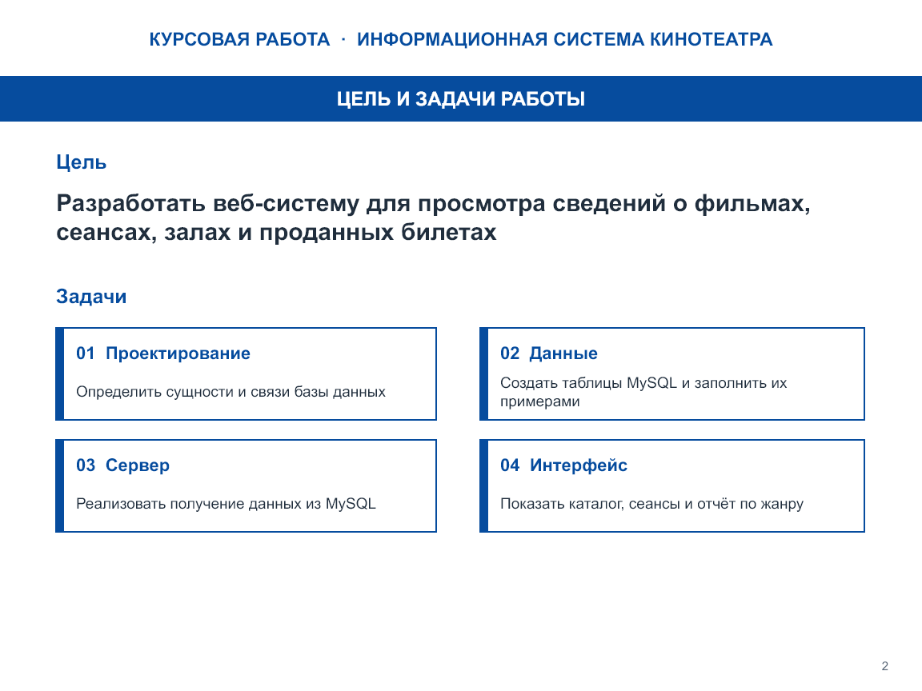 КУРСОВАЯ РАБОТА · ИНФОРМАЦИОННАЯ СИСТЕМА КИНОТЕАТРА
ЦЕЛЬ И ЗАДАЧИ РАБОТЫ
Цель
Разработать веб-систему для просмотра сведений о фильмах,
сеансах, залах и проданных билетах
Задачи
01 Проектирование
Определить сущности и связи базы данных
02 Данные
Создать таблицы MySQL и заполнить их
примерами
03 Сервер
Реализовать получение данных из MySQL
04 Интерфейс
Показать каталог, сеансы и отчёт по жанру
2